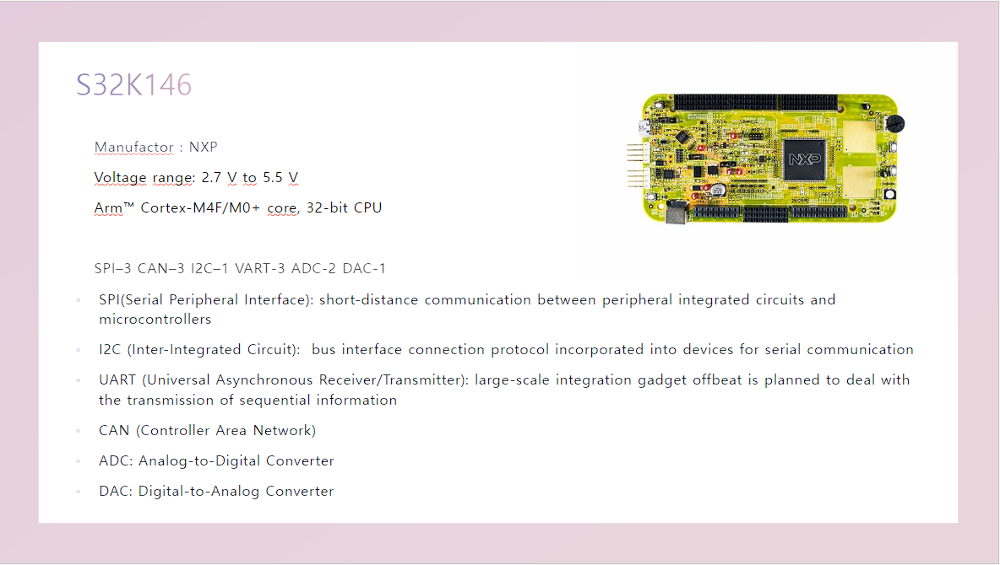 S32K146
Manufactor : NXP
Voltage range: 2.7 V to 5.5 V
Arm™ Cortex-M4F/M0+ core, 32-bit CPU
NXP
SPI–3 CAN–3 I2C–1 VART-3 ADC-2 DAC-1
SPI(Serial Peripheral Interface): short-distance communication between peripheral integrated circuits and
microcontrollers
I2C (Inter-Integrated Circuit):  bus interface connection protocol incorporated into devices for serial communication
UART (Universal Asynchronous Receiver/Transmitter): large-scale integration gadget offbeat is planned to deal with
the transmission of sequential information
CAN (Controller Area Network)
ADC: Analog-to-Digital Converter
DAC: Digital-to-Analog Converter